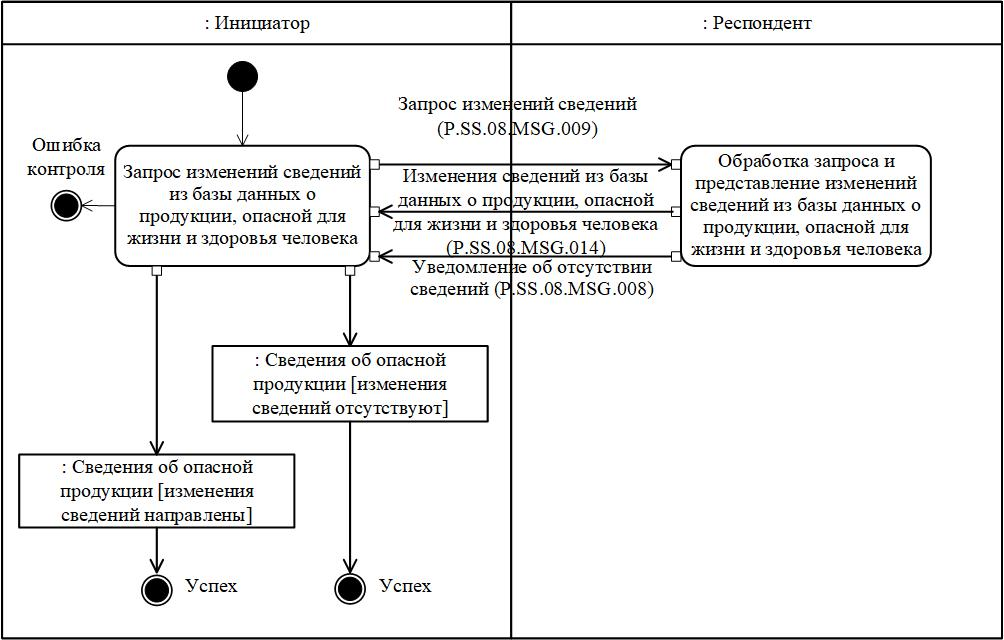 : Инициатор
: Респондент
Запрос изменений сведений
(P.SS.08.MSG.009)
Ошибка
контроля
Запрос изменений сведений
из базы данных о
продукции, опасной для
жизни и здоровья человека
Изменения сведений из базы
данных о продукции, опасной
для жизни и здоровья человека
(P.SS.08.MSG.014)
Уведомление об отсутствии
сведений (P.SS.08.MSG.008)
Обработка запроса и
представление изменений
сведений из базы данных о
продукции, опасной для
жизни и здоровья человека
: Сведения об опасной
продукции [изменения
сведений отсутствуют]
: Сведения об опасной
продукции [изменения
сведений направлены]
Успех
Успех